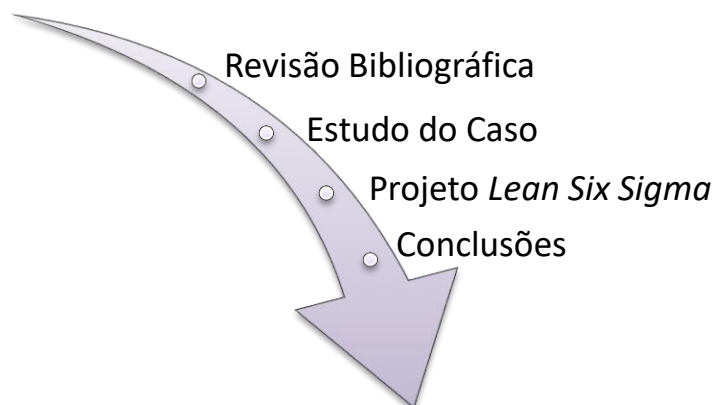 Revisão Bibliográfica
Estudo do Caso
Projeto Lean Six Sigma
Conclusões